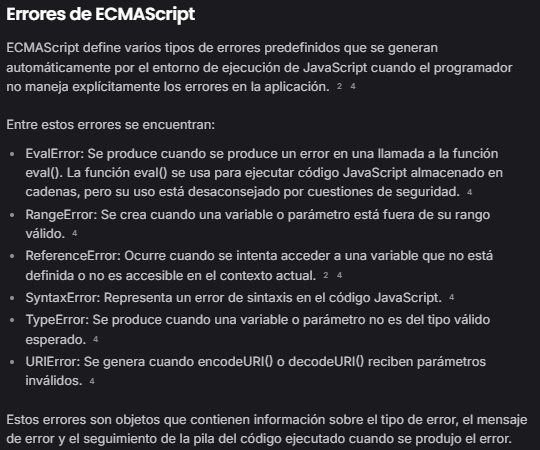 Errores de ECMAScript
ECMAScript define varios tipos de errores predefinidos que se generan
automáticamente por el entorno de ejecución de JavaScript cuando el programador
no maneja explícitamente los errores en la aplicación. 2 4
Entre estos errores se encuentran:
• EvalError: Se produce cuando se produce un error en una llamada a la función
eval(). La función eval() se usa para ejecutar código JavaScript almacenado en
cadenas, pero su uso está desaconsejado por cuestiones de seguridad. 4
• RangeError: Se crea cuando una variable o parámetro está fuera de su rango
válido. 4
• ReferenceError: Ocurre cuando se intenta acceder a una variable que no está
definida o no es accesible en el contexto actual. 2 4
• SyntaxError: Representa un error de sintaxis en el código JavaScript. 4
• TypeError: Se produce cuando una variable o parámetro no es del tipo válido
esperado. 4
• URIError: Se genera cuando encodeURI() o decodeURI() reciben parámetros
inválidos. 4
Estos errores son objetos que contienen información sobre el tipo de error, el mensaje
de error y el seguimiento de la pila del código ejecutado cuando se produjo el error.